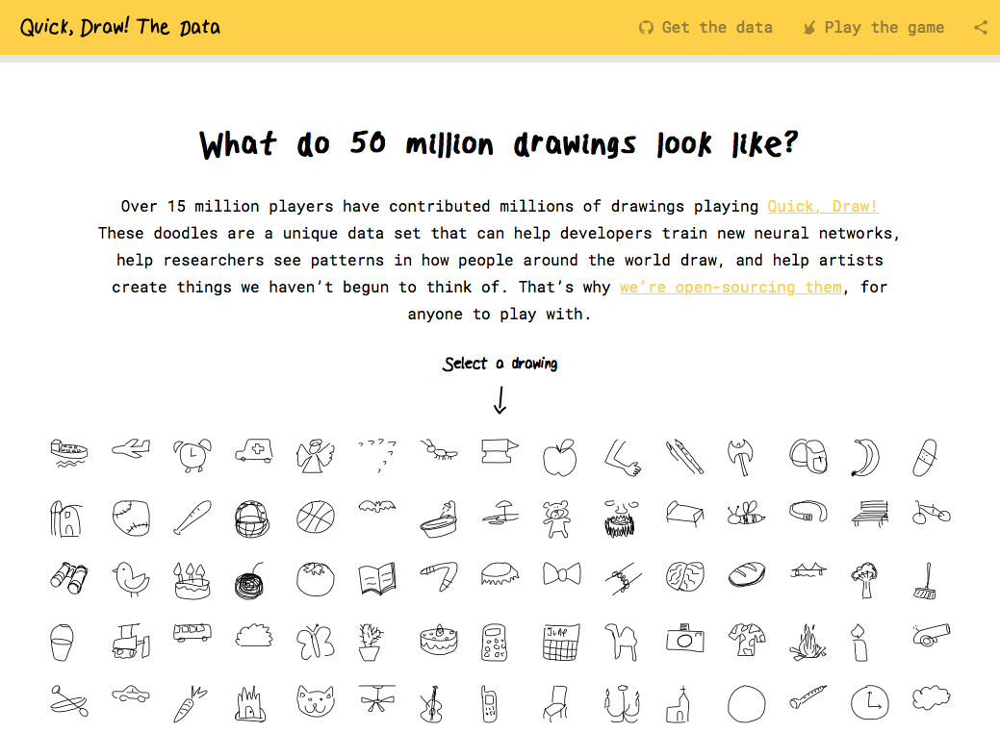 Quick, Draw! The Data
Get the data
Play the game
What do 50 million drawings look like?
Over 15 million players have contributed millions of drawings playing Quick, Draw!
These doodles are a unique data set that can help developers train new neural networks,
help researchers see patterns in how people around the world draw, and help artists
create things we haven't begun to think of. That's why we're open-sourcing them, for
anyone to play with.
Select a drawing
June